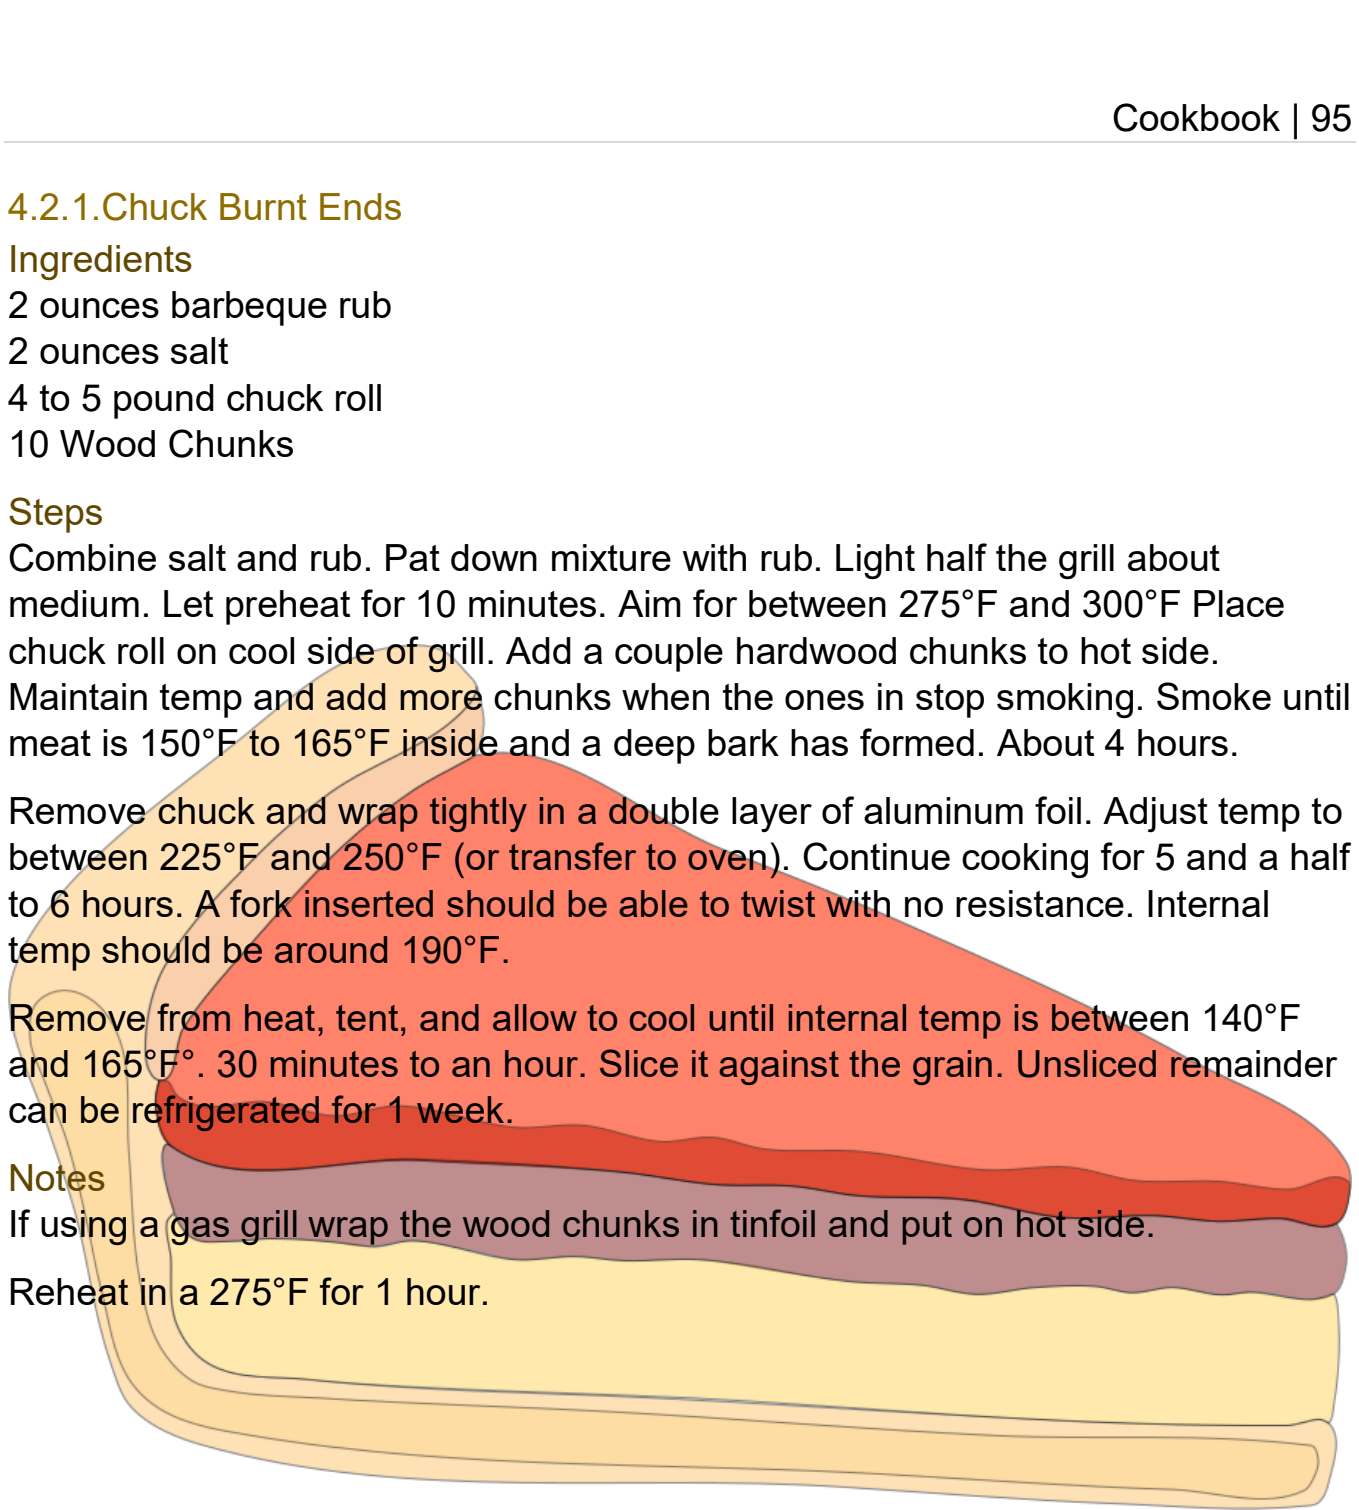 Cookbook | 95
4.2.1.Chuck Burnt Ends
Ingredients
2 ounces barbeque rub
2 ounces salt
4 to 5 pound chuck roll
10 Wood Chunks
Steps
Combine salt and rub. Pat down mixture with rub. Light half the grill about
medium. Let preheat for 10 minutes. Aim for between 275°F and 300°F Place
chuck roll on cool side of grill. Add a couple hardwood chunks to hot side.
Maintain temp and add more chunks when the ones in stop smoking. Smoke until
meat is 150°F to 165°F inside and a deep bark has formed. About 4 hours.
Remove chuck and wrap tightly in a double layer of aluminum foil. Adjust temp to
between 225°F and 250°F (or transfer to oven). Continue cooking for 5 and a half
to 6 hours. A fork inserted should be able to twist with no resistance. Internal
temp should be around 190°F.
Remove from heat, tent, and allow to cool until internal temp is between 140°F
and 165°F°. 30 minutes to an hour. Slice it against the grain. Unsliced remainder
can be refrigerated for 1 week.
Notes
If using a gas grill wrap the wood chunks in tinfoil and put on hot side.
Reheat in a 275°F for 1 hour.